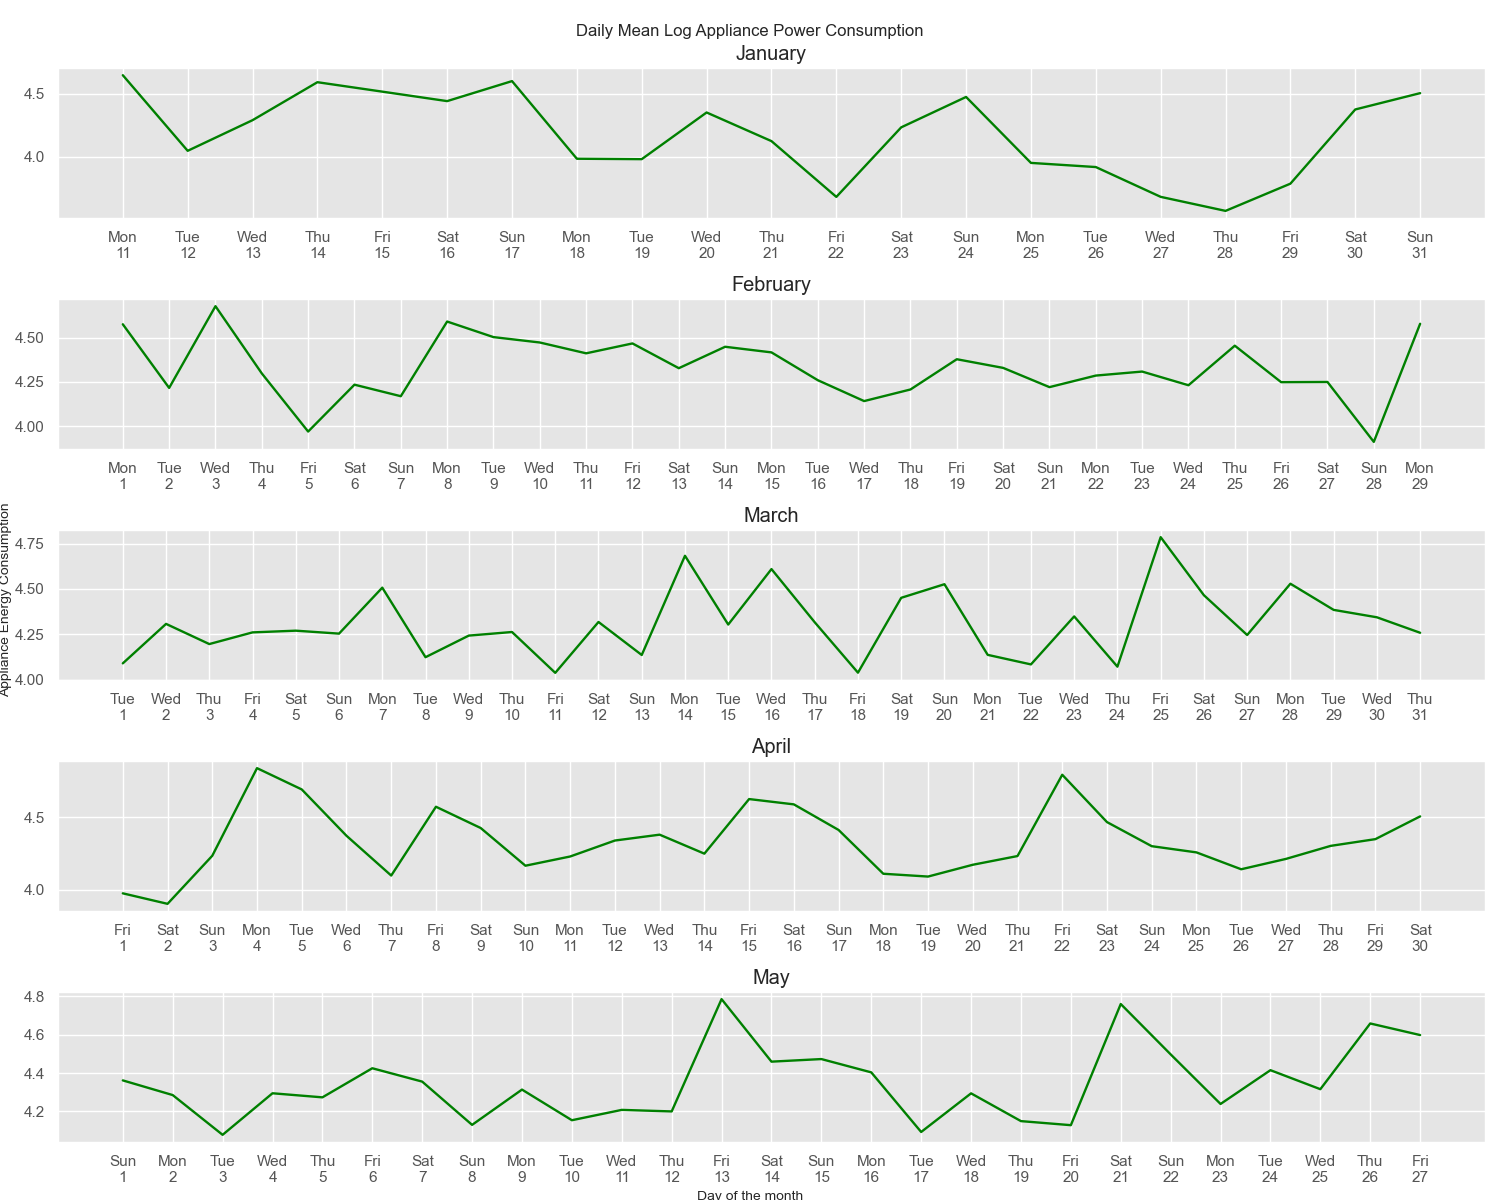 Daily Mean Log Appliance Power Consumption
January
4.5
4.0
Mon Tue Wed Thu Fri Sat Sun Mon Tue Wed Thu Fri Sat Sun Mon Tue Wed Thu Fri Sat Sun
11 12 13 14 15 16 17 18 19 20 21 22 23 24 25 26 27 28 29 30 31
February
4.50
4.25
4.00
Mon Tue Wed Thu Fri Sat Sun Mon Tue Wed Thu Fri Sat Sun Mon Tue Wed Thu Fri Sat Sun Mon Tue Wed Thu Fri Sat Sun Mon
1 2 3 4 5 6 7 8 9 10 11 12 13 14 15 16 17 18 19 20 21 22 23 24 25 26 27 28 29
Appliance Energy Consumption
March
4.75
4.50
4.25
4.00
Tue Wed Thu Fri Sat Sun Mon Tue Wed Thu Fri Sat Sun Mon Tue Wed Thu Fri Sat Sun Mon Tue Wed Thu Fri Sat Sun Mon Tue Wed Thu
1 2 3 4 5 6 7 8 9 10 11 12 13 14 15 16 17 18 19 20 21 22 23 24 25 26 27 28 29 30 31
April
4.5
4.0
Fri Sat Sun Mon Tue Wed Thu Fri Sat Sun Mon Tue Wed Thu Fri Sat Sun Mon Tue Wed Thu Fri Sat Sun Mon Tue Wed Thu Fri Sat
1 2 3 4 5 6 7 8 9 10 11 12 13 14 15 16 17 18 19 20 21 22 23 24 25 26 27 28 29 30
May
4.8
4.6
4.4
4.2
Sun Mon Tue Wed Thu Fri Sat Sun Mon Tue Wed Thu Fri Sat Sun Mon Tue Wed Thu Fri Sat Sun Mon Tue Wed Thu Fri
1 2 3 4 5 6 7 8 9 10 11 12 13 14 15 16 17 18 19 20 21 22 23 24 25 26 27
Day of the month